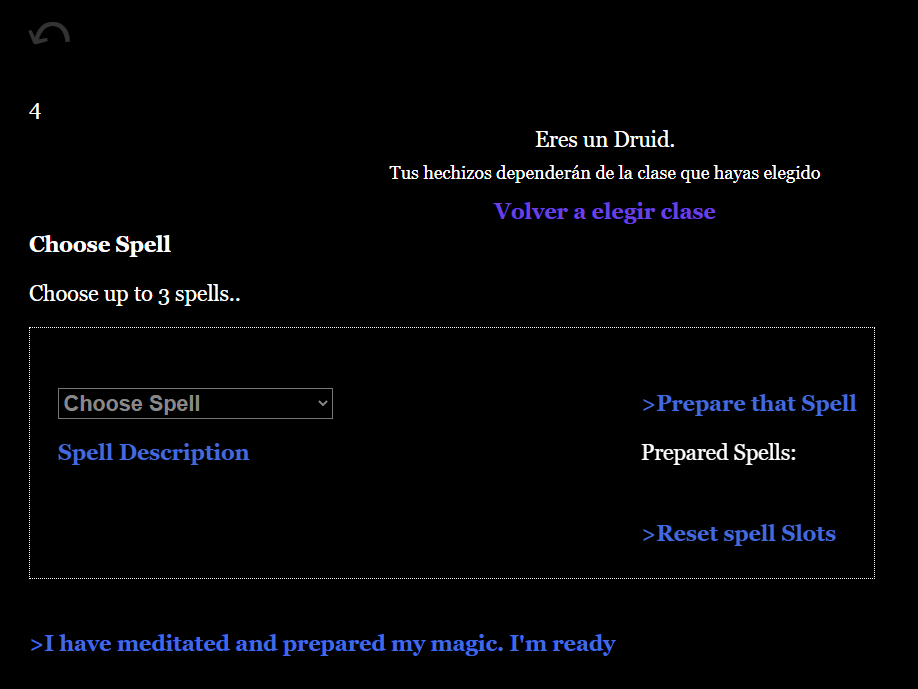 4
Eres un Druid.
Tus hechizos dependerán de la clase que hayas elegido
Volver a elegir clase
Choose Spell
Choose up to 3 spells..
Choose Spell
>Prepare that Spell
Spell Description
Prepared Spells:
>Reset spell Slots
>I have meditated and prepared my magic. I'm ready